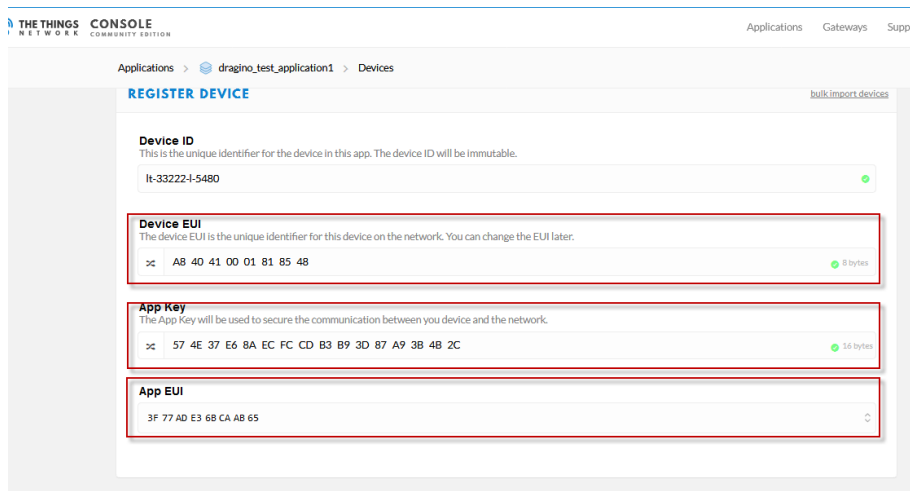 THE THINGS NETWORK CONSOLE COMMUNITY EDITION
Applications Gateways Supp
Applications > dragino_test_application1 > Devices
REGISTER DEVICE bulk import devices
Device ID
This is the unique identifier for the device in this app. The device ID will be immutable.
lt-33222-l-5480
Device EUI
The device EUI is the unique identifier for this device on the network. You can change the EUI later.
A8 40 41 00 01 81 85 48 8 bytes
App Key
The App Key will be used to secure the communication between you device and the network.
57 4E 37 E6 8A EC FC CD B3 B9 3D 87 A9 3B 4B 2C 16 bytes
App EUI
3F 77 AD E3 6B CA AB 65